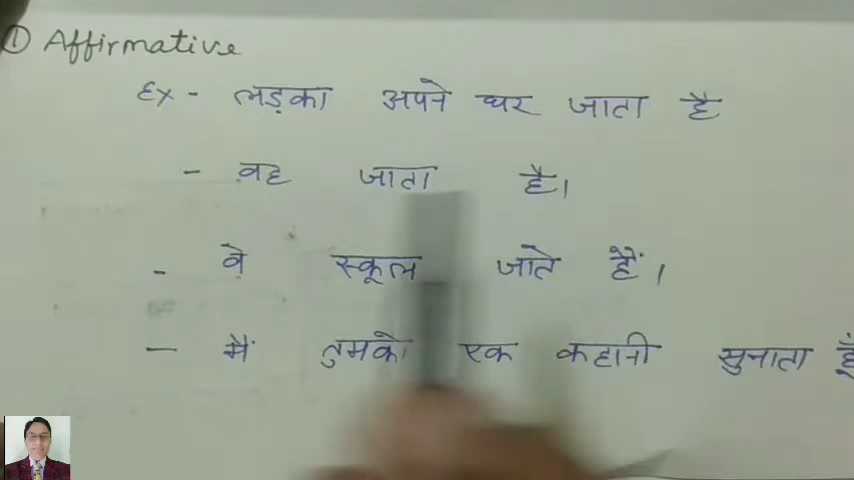 ① Affirmative
Ex - लड़का अपने घर जाता है
- वह जाता है।
- वे स्कूल जाते हैं।
- मैं तुमको एक कहानी सुनाता हूँ